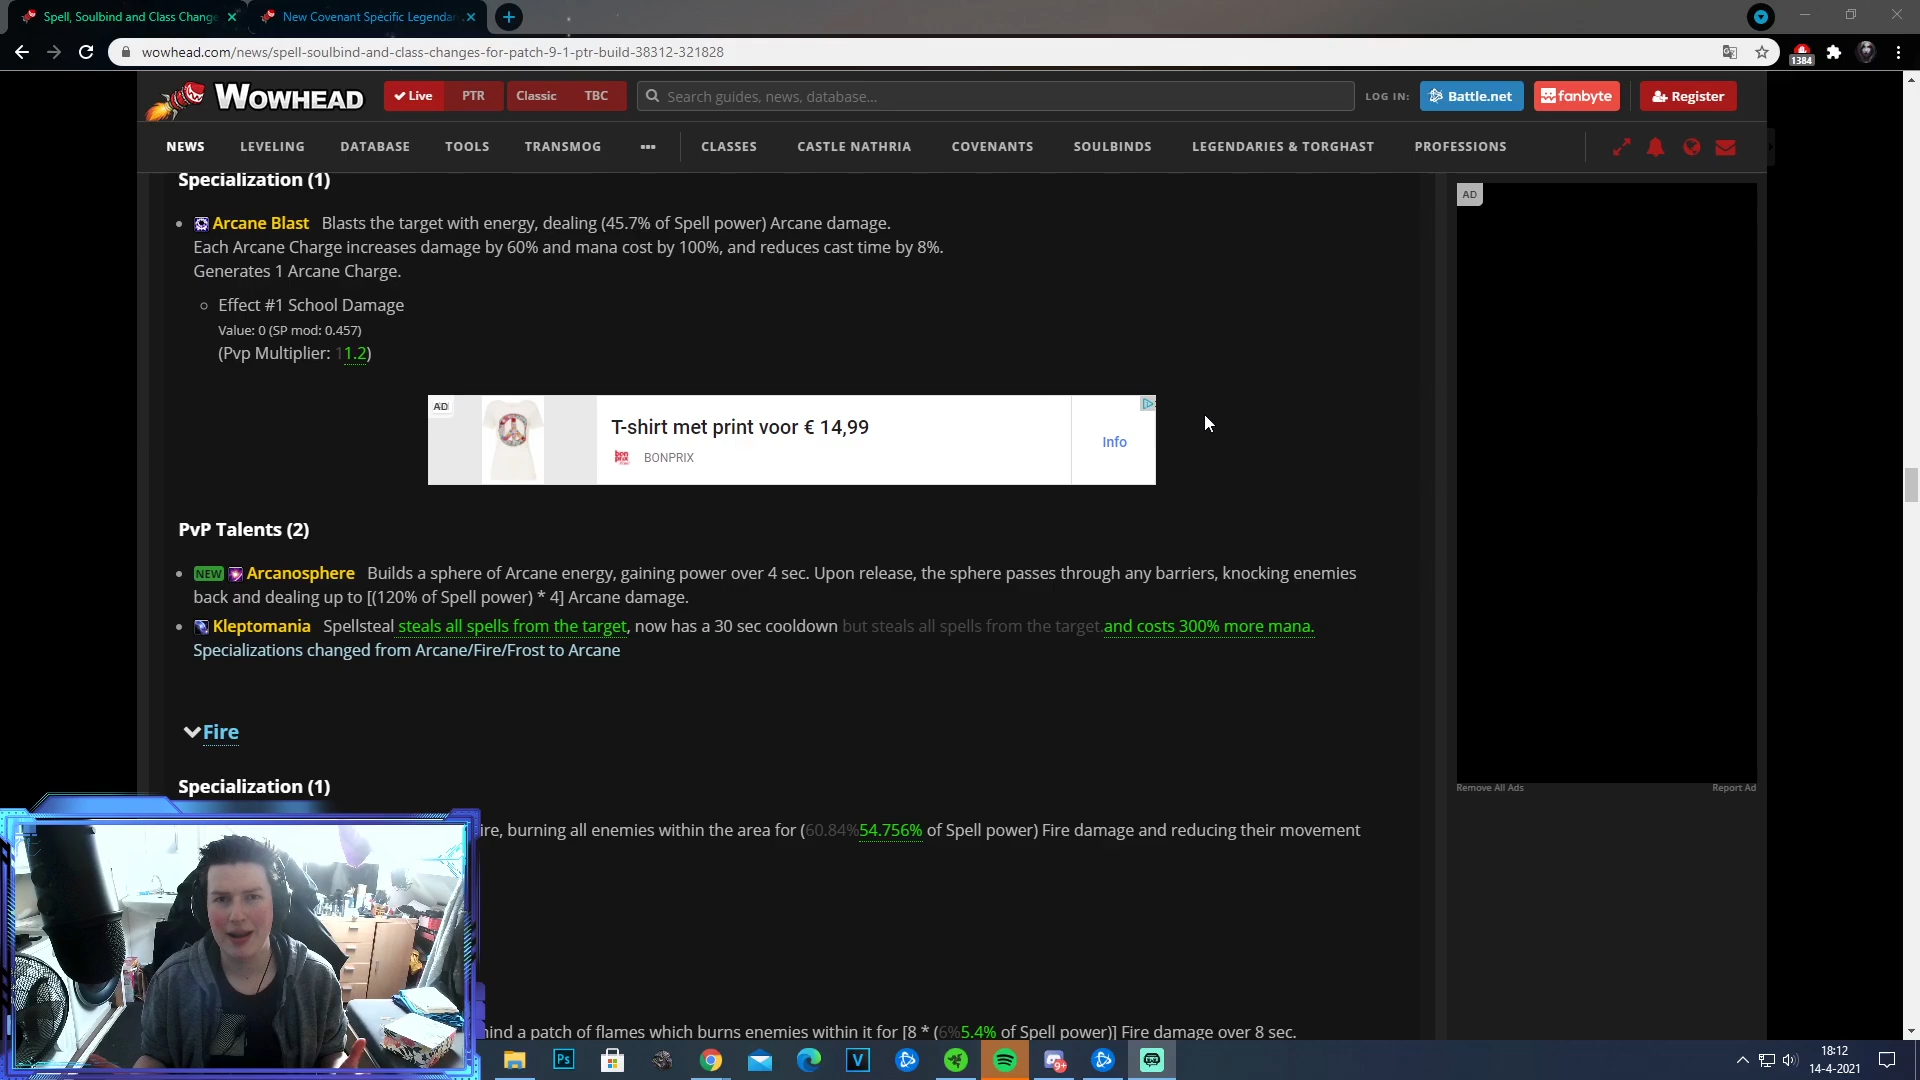 Spell, Soulbind and Class Change
New Covenant Specific Legendar
wowhead.com/news/spell-soulbind-and-class-changes-for-patch-9-1-ptr-build-38312-321828
1384
WOWHEAD
Live
PTR
Classic
TBC
Search guides, news, database...
LOG IN:
Battle.net
fanbyte
Register
NEWS
LEVELING
DATABASE
TOOLS
TRANSMOG
CLASSES
CASTLE NATHRIA
COVENANTS
SOULBINDS
LEGENDARIES & TORGHAST
PROFESSIONS
Specialization (1)
Arcane Blast Blasts the target with energy, dealing (45.7% of Spell power) Arcane damage.
Each Arcane Charge increases damage by 60% and mana cost by 100%, and reduces cast time by 8%.
Generates 1 Arcane Charge.
Effect #1 School Damage
Value: 0 (SP mod: 0.457)
(Pvp Multiplier: 11.2)
AD
T-shirt met print voor € 14,99
BONPRIX
Info
AD
PvP Talents (2)
NEW Arcanosphere Builds a sphere of Arcane energy, gaining power over 4 sec. Upon release, the sphere passes through any barriers, knocking enemies
back and dealing up to [(120% of Spell power) * 4] Arcane damage.
Kleptomania Spellsteal steals all spells from the target, now has a 30 sec cooldown but steals all spells from the target.and costs 300% more mana.
Specializations changed from Arcane/Fire/Frost to Arcane
Fire
Specialization (1)
Remove All Ads
Report Ad
ire, burning all enemies within the area for (60.84%54.756% of Spell power) Fire damage and reducing their movement
hind a patch of flames which burns enemies within it for [8 * (6%5.4% of Spell power)] Fire damage over 8 sec.
Ps
V
9+
18:12
14-4-2021